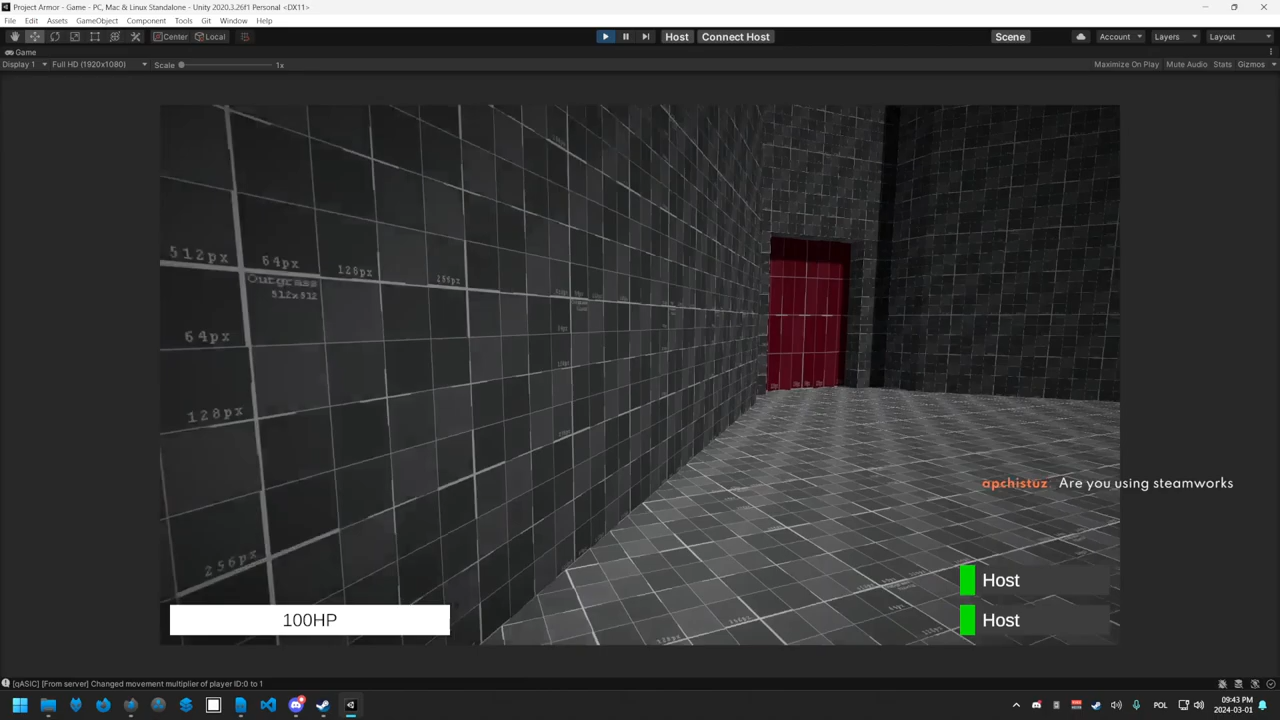 Project Armor - Game - PC, Mac & Linux Standalone - Unity 2020.3.26f1 Personal <DX11>
File Edit Assets GameObject Component Tools Git Window Help
Center Local Host Connect Host Scene Account Layers Layout
Game
Display 1 Full HD (1920x1080) Scale 1x Maximize On Play Mute Audio Stats Gizmos
512px 64px 128px 256px
Outgrass
512x512
64px
128px
256px
apchistuz Are you using steamworks
Host
100HP Host
[qASIC] [From server] Changed movement multiplier of player ID:0 to 1
POL 09:43 PM
2024-03-01